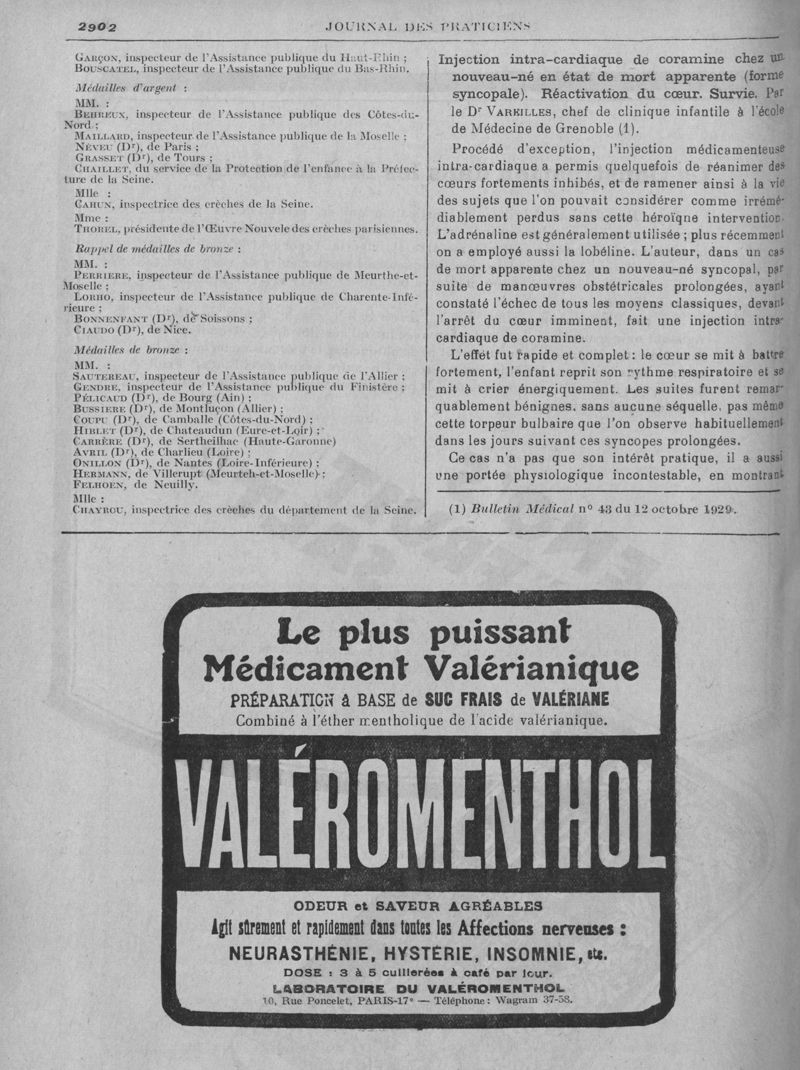 2902
JOURNAL DES PRATICIENS
GARÇON, inspecteur de l'Assistance publique du Haut-Rhin ;
BOUSCATEL, inspecteur de l'Assistance publique du Bas-Rhin.
Médailles d'argent :
MM. :
BEHREUX, inspecteur de l'Assistance publique des Côtes-du-
Nord ;
MAILLARD, inspecteur de l'Assistance publique de la Moselle ;
NÉVEU (Dr), de Paris ;
GRASSET (Dr), de Tours ;
CHAILLET, du service de la Protection de l'enfance à la Préfec-
ture de la Seine.
Mlle :
CAHUN, inspectrice des crèches de la Seine.
Mme :
THOREL, présidente de l'Œuvre Nouvele des crèches parisiennes.
Rappel de médailles de bronze :
MM. :
PERRIERE, inspecteur de l'Assistance publique de Meurthe-et-
Moselle ;
LORHO, inspecteur de l'Assistance publique de Charente-Infé-
rieure ;
BONNENFANT (Dr), de Soissons ;
CIAUDO (Dr), de Nice.
Médailles de bronze :
MM. :
SAUTEREAU, inspecteur de l'Assistance publique de l'Allier ;
GENDRE, inspecteur de l'Assistance publique du Finistère ;
PÉLICAUD (Dr), de Bourg (Ain) ;
BUSSIERE (Dr), de Montluçon (Allier) ;
COUPU (Dr), de Camballe (Côtes-du-Nord) ;
HIBLET (Dr), de Chateaudun (Eure-et-Loir) ;
CARRÈRE (Dr), de Sertheilhac (Haute-Garonne)
AVRIL (Dr), de Charlieu (Loire) ;
ONILLON (Dr), de Nantes (Loire-Inférieure) ;
HERMANN, de Villerupt (Meurteh-et-Moselle) ;
FELHOEN, de Neuilly.
Mlle :
CHAYROU, inspectrice des crèches du département de la Seine.
Injection intra-cardiaque de coramine chez un
nouveau-né en état de mort apparente (forme
syncopale). Réactivation du cœur. Survie. Par
le Dr VAREILLES, chef de clinique infantile à l'école
de Médecine de Grenoble (1).
Procédé d'exception, l'injection médicamenteuse
intra-cardiaque a permis quelquefois de réanimer des
cœurs fortements inhibés, et de ramener ainsi à la vie
des sujets que l'on pouvait considérer comme irrémé-
diablement perdus sans cette héroïqne intervention.
L'adrénaline est généralement utilisée ; plus récemment
on a employé aussi la lobéline. L'auteur, dans un cas
de mort apparente chez un nouveau-né syncopal, par
suite de manœuvres obstétricales prolongées, ayant
constaté l'échec de tous les moyens classiques, devant
l'arrêt du cœur imminent, fait une injection intra-
cardiaque de coramine.
L'effet fut rapide et complet : le cœur se mit à battre
fortement, l'enfant reprit son rythme respiratoire et se
mit à crier énergiquement. Les suites furent remar-
quablement bénignes, sans aucune séquelle, pas même
cette torpeur bulbaire que l'on observe habituellement
dans les jours suivant ces syncopes prolongées.
Ce cas n'a pas que son intérêt pratique, il a aussi
une portée physiologique incontestable, en montrant
(1) Bulletin Médical no 43 du 12 octobre 1929.
Le plus puissant
Médicament Valérianique
PRÉPARATION à BASE de SUC FRAIS de VALÉRIANE
Combiné à l'éther mentholique de l'acide valérianique.
VALÉROMENTHOL
ODEUR et SAVEUR AGRÉABLES
Agit sûrement et rapidement dans toutes les Affections nerveuses :
NEURASTHÉNIE, HYSTÉRIE, INSOMNIE, etc.
DOSE : 3 à 5 cuillerées à café par jour.
LABORATOIRE DU VALÉROMENTHOL
10, Rue Poncelet, PARIS-17e — Téléphone : Wagram 37-58.